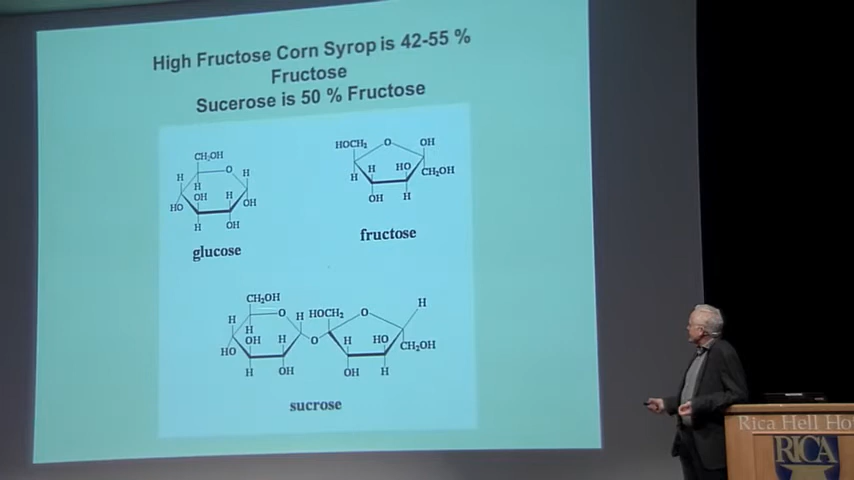 High Fructose Corn Syrop is 42-55 %
Fructose
Sucerose is 50 % Fructose
CH₂OH
O
H
H
H
OH
H
HO
OH
H
OH
glucose
HOCH₂
O
OH
H
H
HO
CH₂OH
OH
H
fructose
CH₂OH
O
H
H
H
OH
H
HO
H
OH
O
HOCH₂
O
H
H
HO
CH₂OH
OH
H
sucrose
Rica Hell Ho
RICA